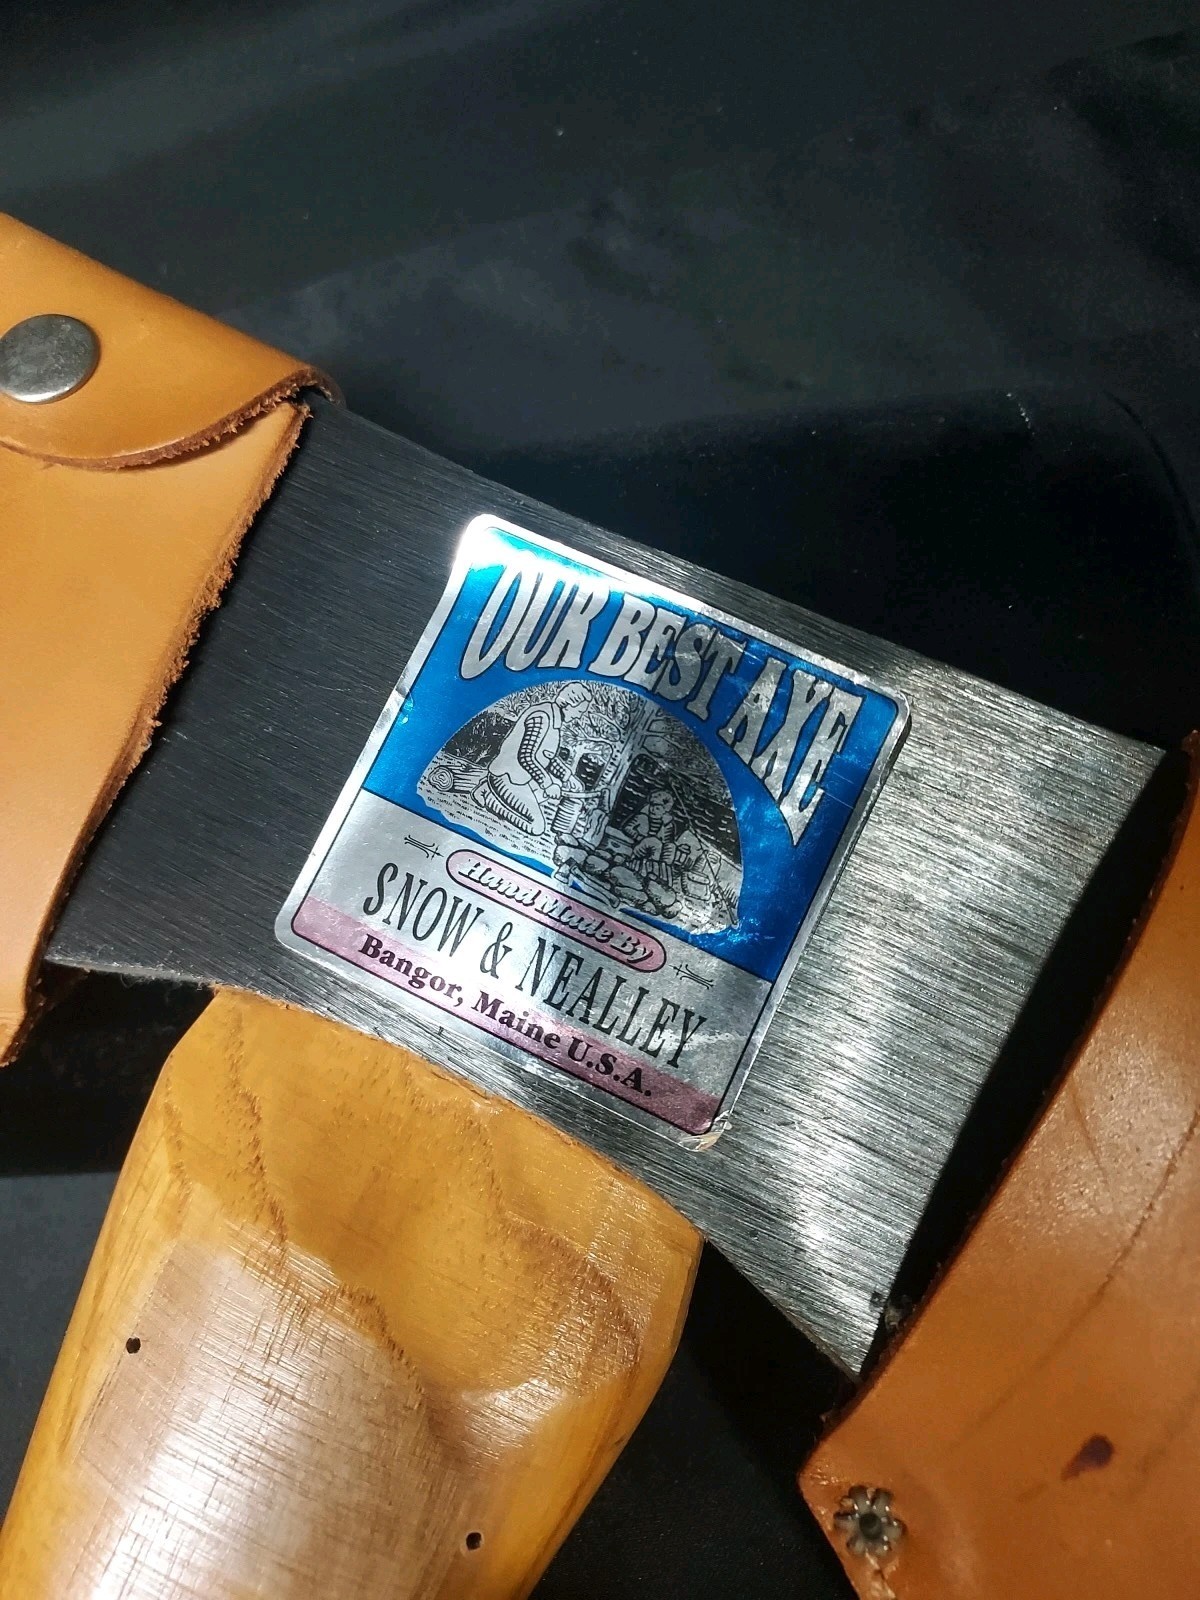 OUR BEST AXE
Hand Made By
SNOW & NEALLEY
Bangor, Maine U.S.A.